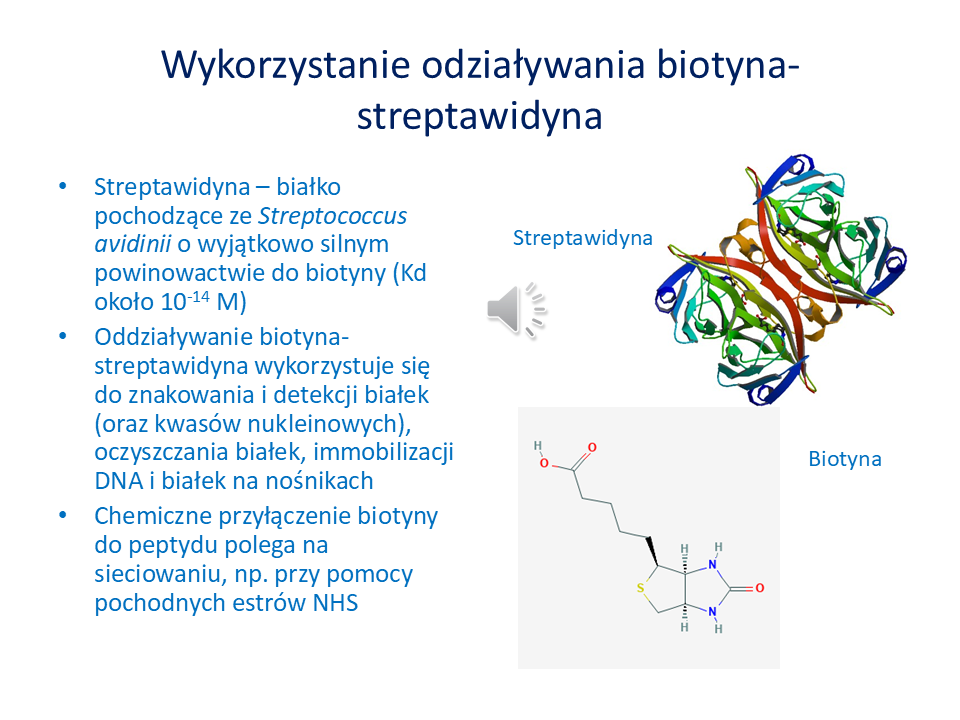 Wykorzystanie odziaływania biotyna-
streptawidyna
• Streptawidyna – białko
pochodzące ze Streptococcus
avidinii o wyjątkowo silnym
powinowactwie do biotyny (Kd
około 10⁻¹⁴ M)
• Oddziaływanie biotyna-
streptawidyna wykorzystuje się
do znakowania i detekcji białek
(oraz kwasów nukleinowych),
oczyszczania białek, immobilizacji
DNA i białek na nośnikach
• Chemiczne przyłączenie biotyny
do peptydu polega na
sieciowaniu, np. przy pomocy
pochodnych estrów NHS
Streptawidyna
Biotyna
H
O
O
H
H
N
S
O
N
H
H